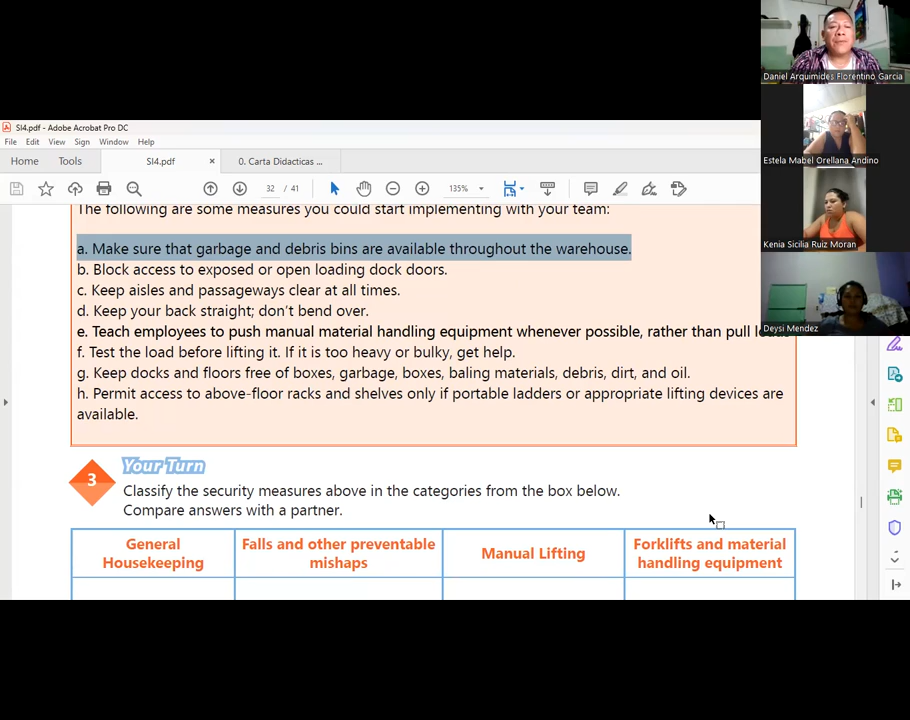 Daniel Arquimides Florentino Garcia
SI4.pdf - Adobe Acrobat Pro DC
File Edit View Sign Window Help
Estela Mabel Orellana Andino
Home Tools SI4.pdf × 0. Carta Didacticas ...
32 / 41 135%
The following are some measures you could start implementing with your team:
a. Make sure that garbage and debris bins are available throughout the warehouse.
Kenia Sicilia Ruiz Moran
b. Block access to exposed or open loading dock doors.
c. Keep aisles and passageways clear at all times.
d. Keep your back straight; don't bend over.
Deysi Mendez
e. Teach employees to push manual material handling equipment whenever possible, rather than pull
f. Test the load before lifting it. If it is too heavy or bulky, get help.
g. Keep docks and floors free of boxes, garbage, boxes, baling materials, debris, dirt, and oil.
h. Permit access to above-floor racks and shelves only if portable ladders or appropriate lifting devices are
available.
3 Your Turn
Classify the security measures above in the categories from the box below.
Compare answers with a partner.
General Housekeeping
Falls and other preventable mishaps
Manual Lifting
Forklifts and material handling equipment